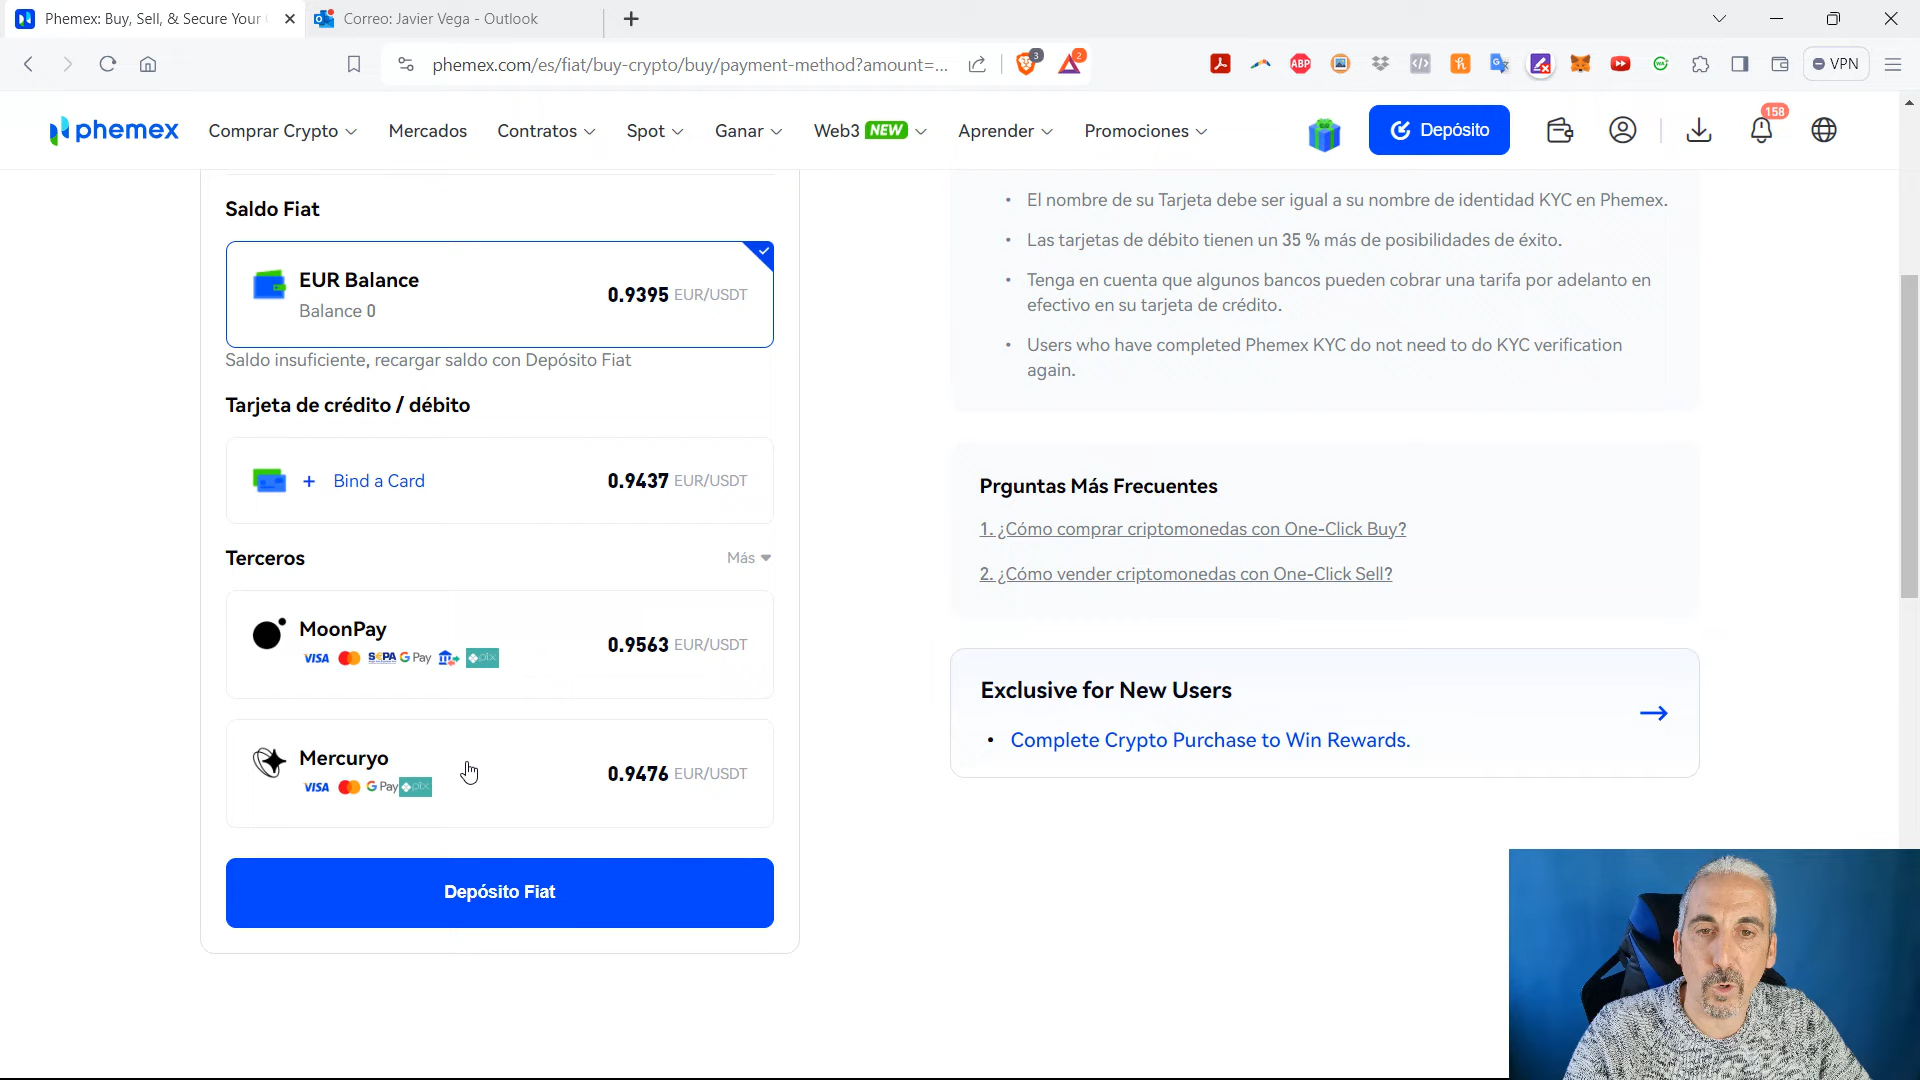 Phemex: Buy, Sell, & Secure Your
Correo: Javier Vega - Outlook
phemex.com/es/fiat/buy-crypto/buy/payment-method?amount=...
3
2
ABP
VPN
phemex
Comprar Crypto
Mercados
Contratos
Spot
Ganar
Web3 NEW
Aprender
Promociones
Depósito
158
Saldo Fiat
EUR Balance
Balance 0
0.9395 EUR/USDT
Saldo insuficiente, recargar saldo con Depósito Fiat
Tarjeta de crédito / débito
+ Bind a Card
0.9437 EUR/USDT
Terceros
Más
MoonPay
VISA SEPA G Pay pix
0.9563 EUR/USDT
Mercuryo
VISA G Pay pix
0.9476 EUR/USDT
Depósito Fiat
• El nombre de su Tarjeta debe ser igual a su nombre de identidad KYC en Phemex.
• Las tarjetas de débito tienen un 35 % más de posibilidades de éxito.
• Tenga en cuenta que algunos bancos pueden cobrar una tarifa por adelanto en
efectivo en su tarjeta de crédito.
• Users who have completed Phemex KYC do not need to do KYC verification
again.
Prguntas Más Frecuentes
1. ¿Cómo comprar criptomonedas con One-Click Buy?
2. ¿Cómo vender criptomonedas con One-Click Sell?
Exclusive for New Users
• Complete Crypto Purchase to Win Rewards.